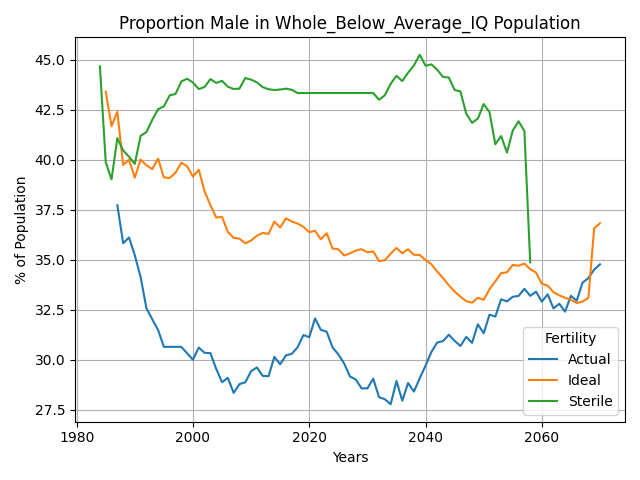 Proportion Male in Whole_Below_Average_IQ Population
% of Population
45.0
42.5
40.0
37.5
35.0
32.5
30.0
27.5
1980
2000
2020
2040
2060
Years
Fertility
Actual
Ideal
Sterile